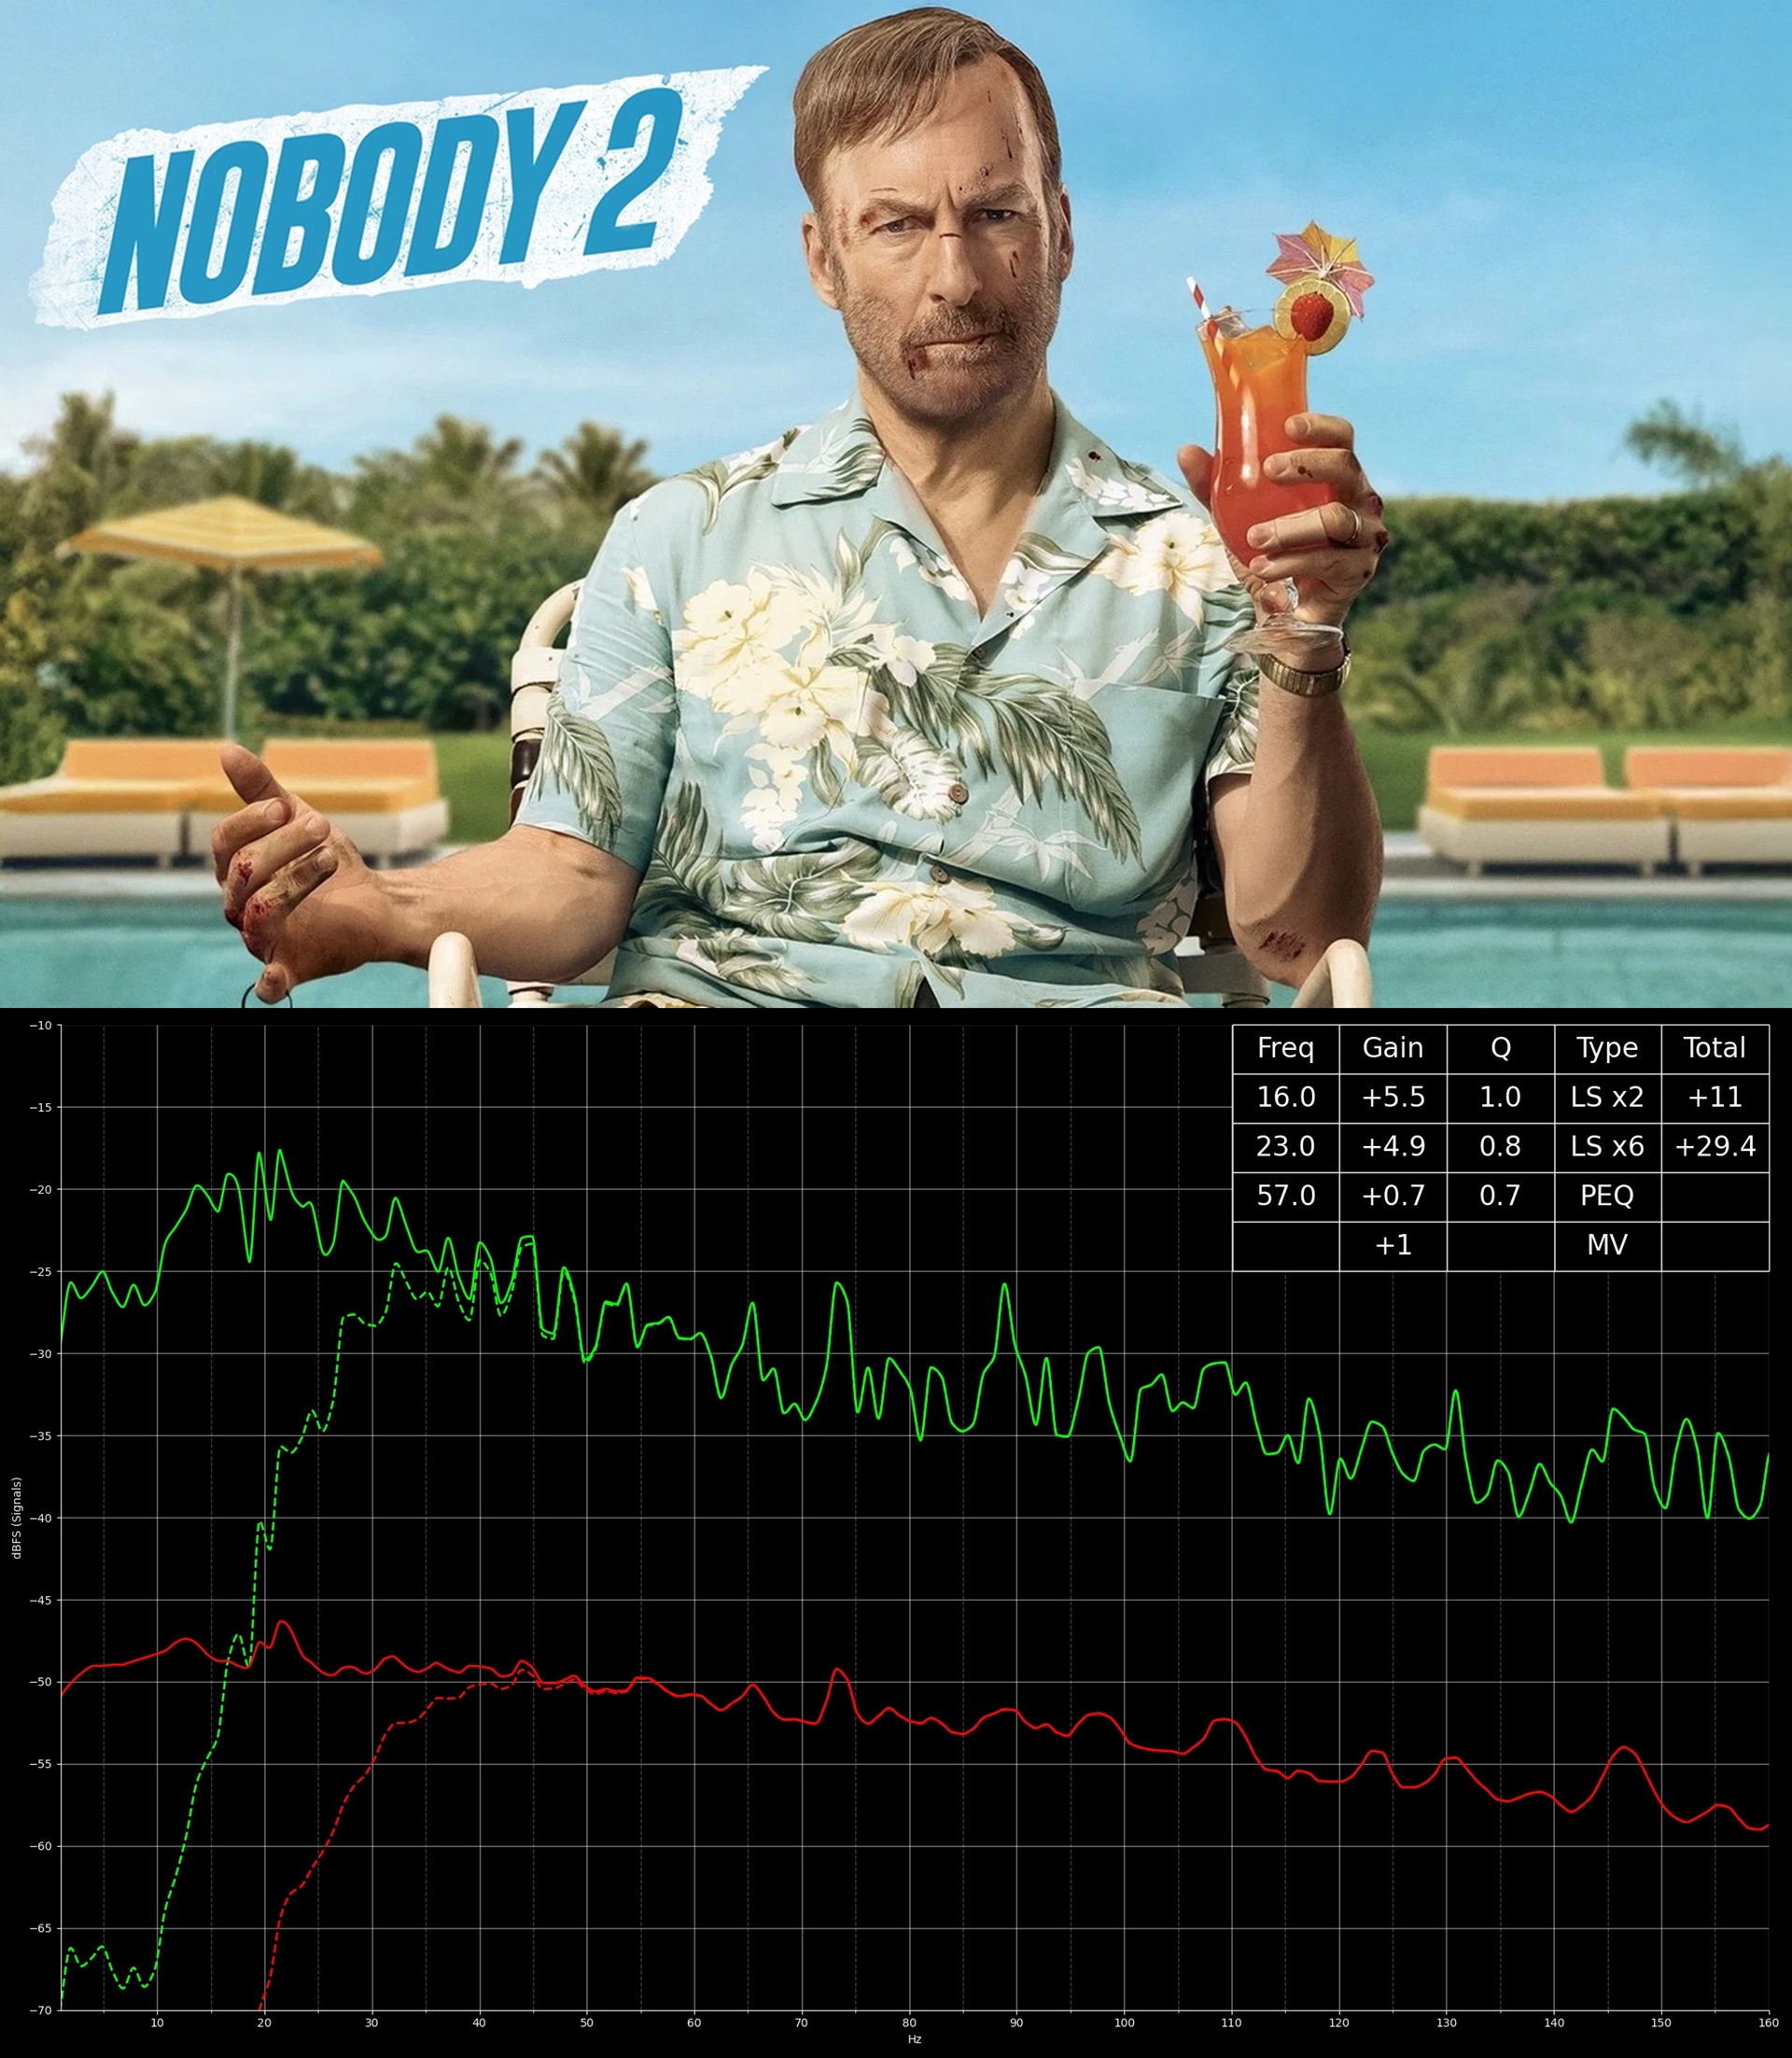 NOBODY 2
Freq Gain Q Type Total
16.0 +5.5 1.0 LS x2 +11
23.0 +4.9 0.8 LS x6 +29.4
57.0 +0.7 0.7 PEQ
+1 MV
−10
−15
−20
−25
−30
−35
−40
−45
−50
−55
−60
−65
−70
dBFS (Signals)
10 20 30 40 50 60 70 80 90 100 110 120 130 140 150 160
Hz